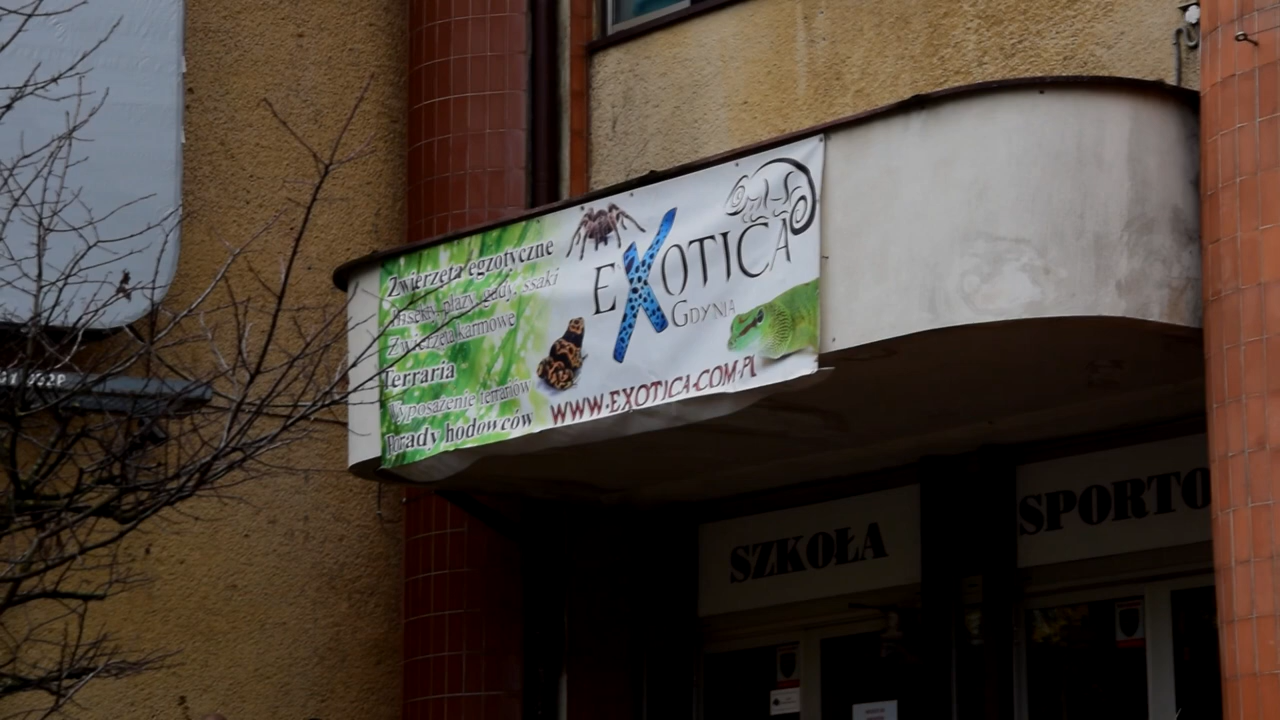 Zwierzęta egzotyczne
Insekty, płazy, gady, ssaki
Zwierzęta karmowe
Terraria
Wyposażenie terrariów
Porady hodowców
EXOTICA
GDYNIA
WWW.EXOTICA.COM.PL
SZKOŁA
SPORTO